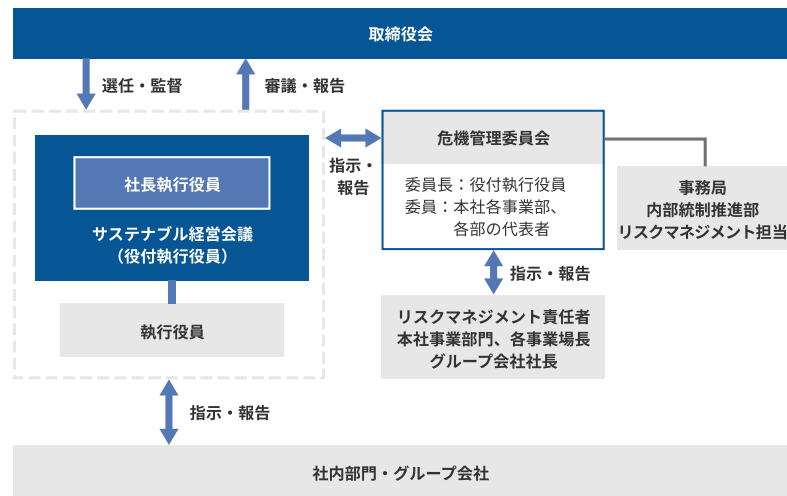 取締役会
選任・監督
審議・報告
社長執行役員
サステナブル経営会議
（役付執行役員）
執行役員
指示・
報告
危機管理委員会
委員長：役付執行役員
委員：本社各事業部、
各部の代表者
事務局
内部統制推進部
リスクマネジメント担当
指示・報告
リスクマネジメント責任者
本社事業部門、各事業場長
グループ会社社長
指示・報告
社内部門・グループ会社